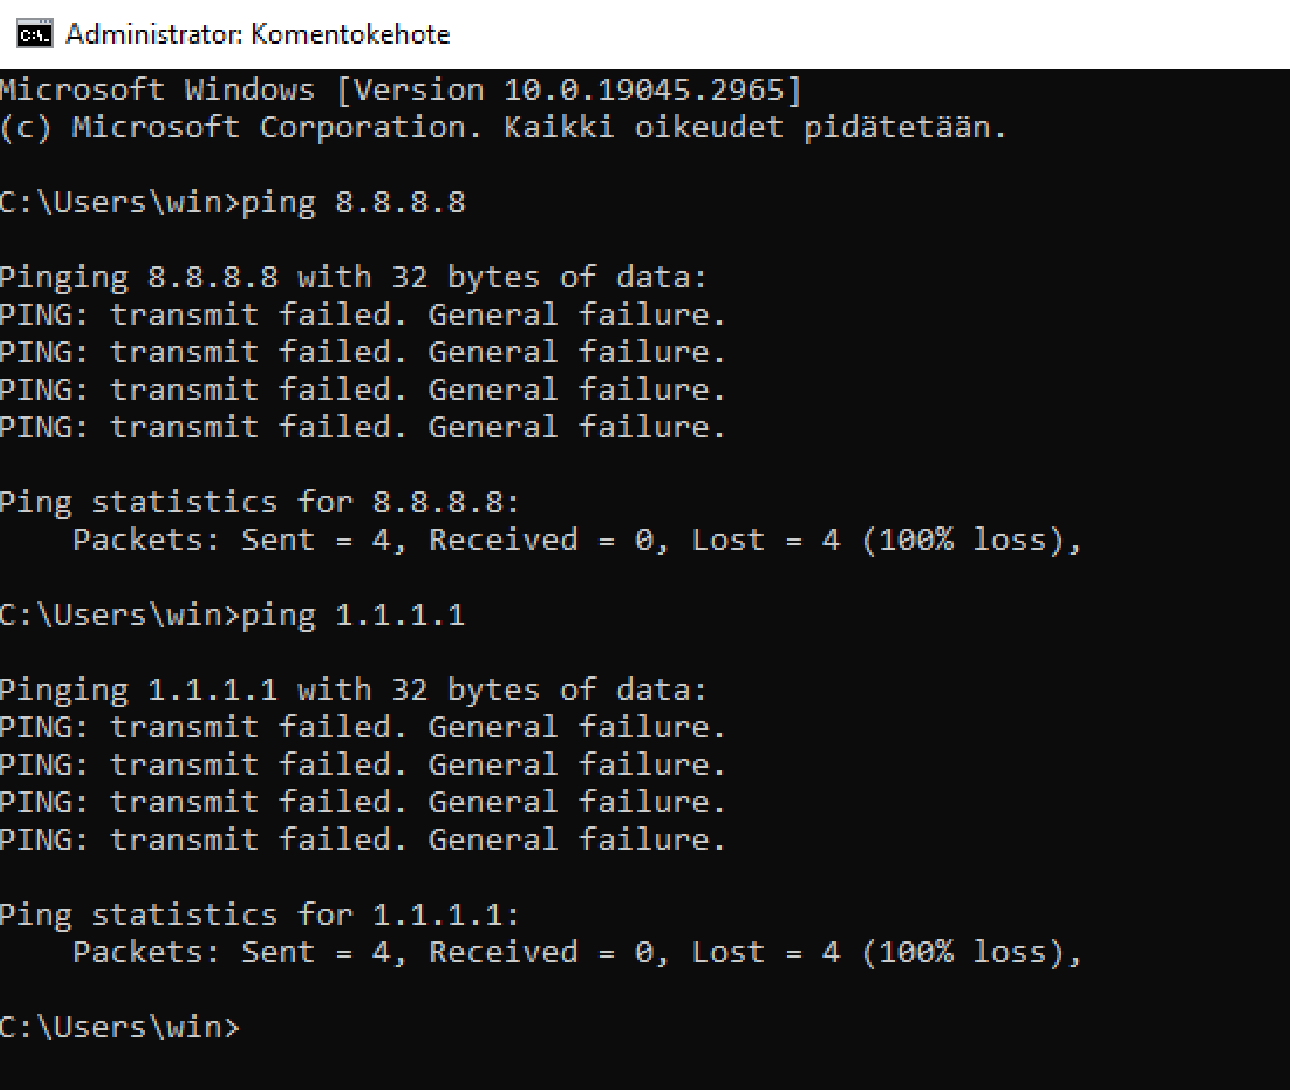 Administrator: Komentokehote
Microsoft Windows [Version 10.0.19045.2965]
(c) Microsoft Corporation. Kaikki oikeudet pidätetään.
C:\Users\win>ping 8.8.8.8
Pinging 8.8.8.8 with 32 bytes of data:
PING: transmit failed. General failure.
PING: transmit failed. General failure.
PING: transmit failed. General failure.
PING: transmit failed. General failure.
Ping statistics for 8.8.8.8:
    Packets: Sent = 4, Received = 0, Lost = 4 (100% loss),
C:\Users\win>ping 1.1.1.1
Pinging 1.1.1.1 with 32 bytes of data:
PING: transmit failed. General failure.
PING: transmit failed. General failure.
PING: transmit failed. General failure.
PING: transmit failed. General failure.
Ping statistics for 1.1.1.1:
    Packets: Sent = 4, Received = 0, Lost = 4 (100% loss),
C:\Users\win>